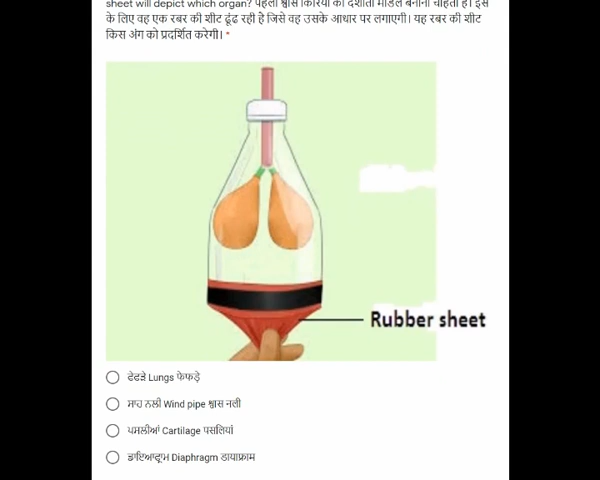 sheet will depict which organ? पहेली श्वास किरिया को दर्शाता मॉडल बनाना चाहती है। इस
के लिए वह एक रबर की शीट ढूंढ रही है जिसे वह उसके आधार पर लगाएगी। यह रबर की शीट
किस अंग को प्रदर्शित करेगी। *
Rubber sheet
ਫੇਫੜੇ Lungs फेफड़े
ਸਾਹ ਨਲੀ Wind pipe श्वास नली
ਪਸਲੀਆਂ Cartilage पसलियां
ਡਾਇਆਫ੍ਰਾਮ Diaphragm डायाफ्राम